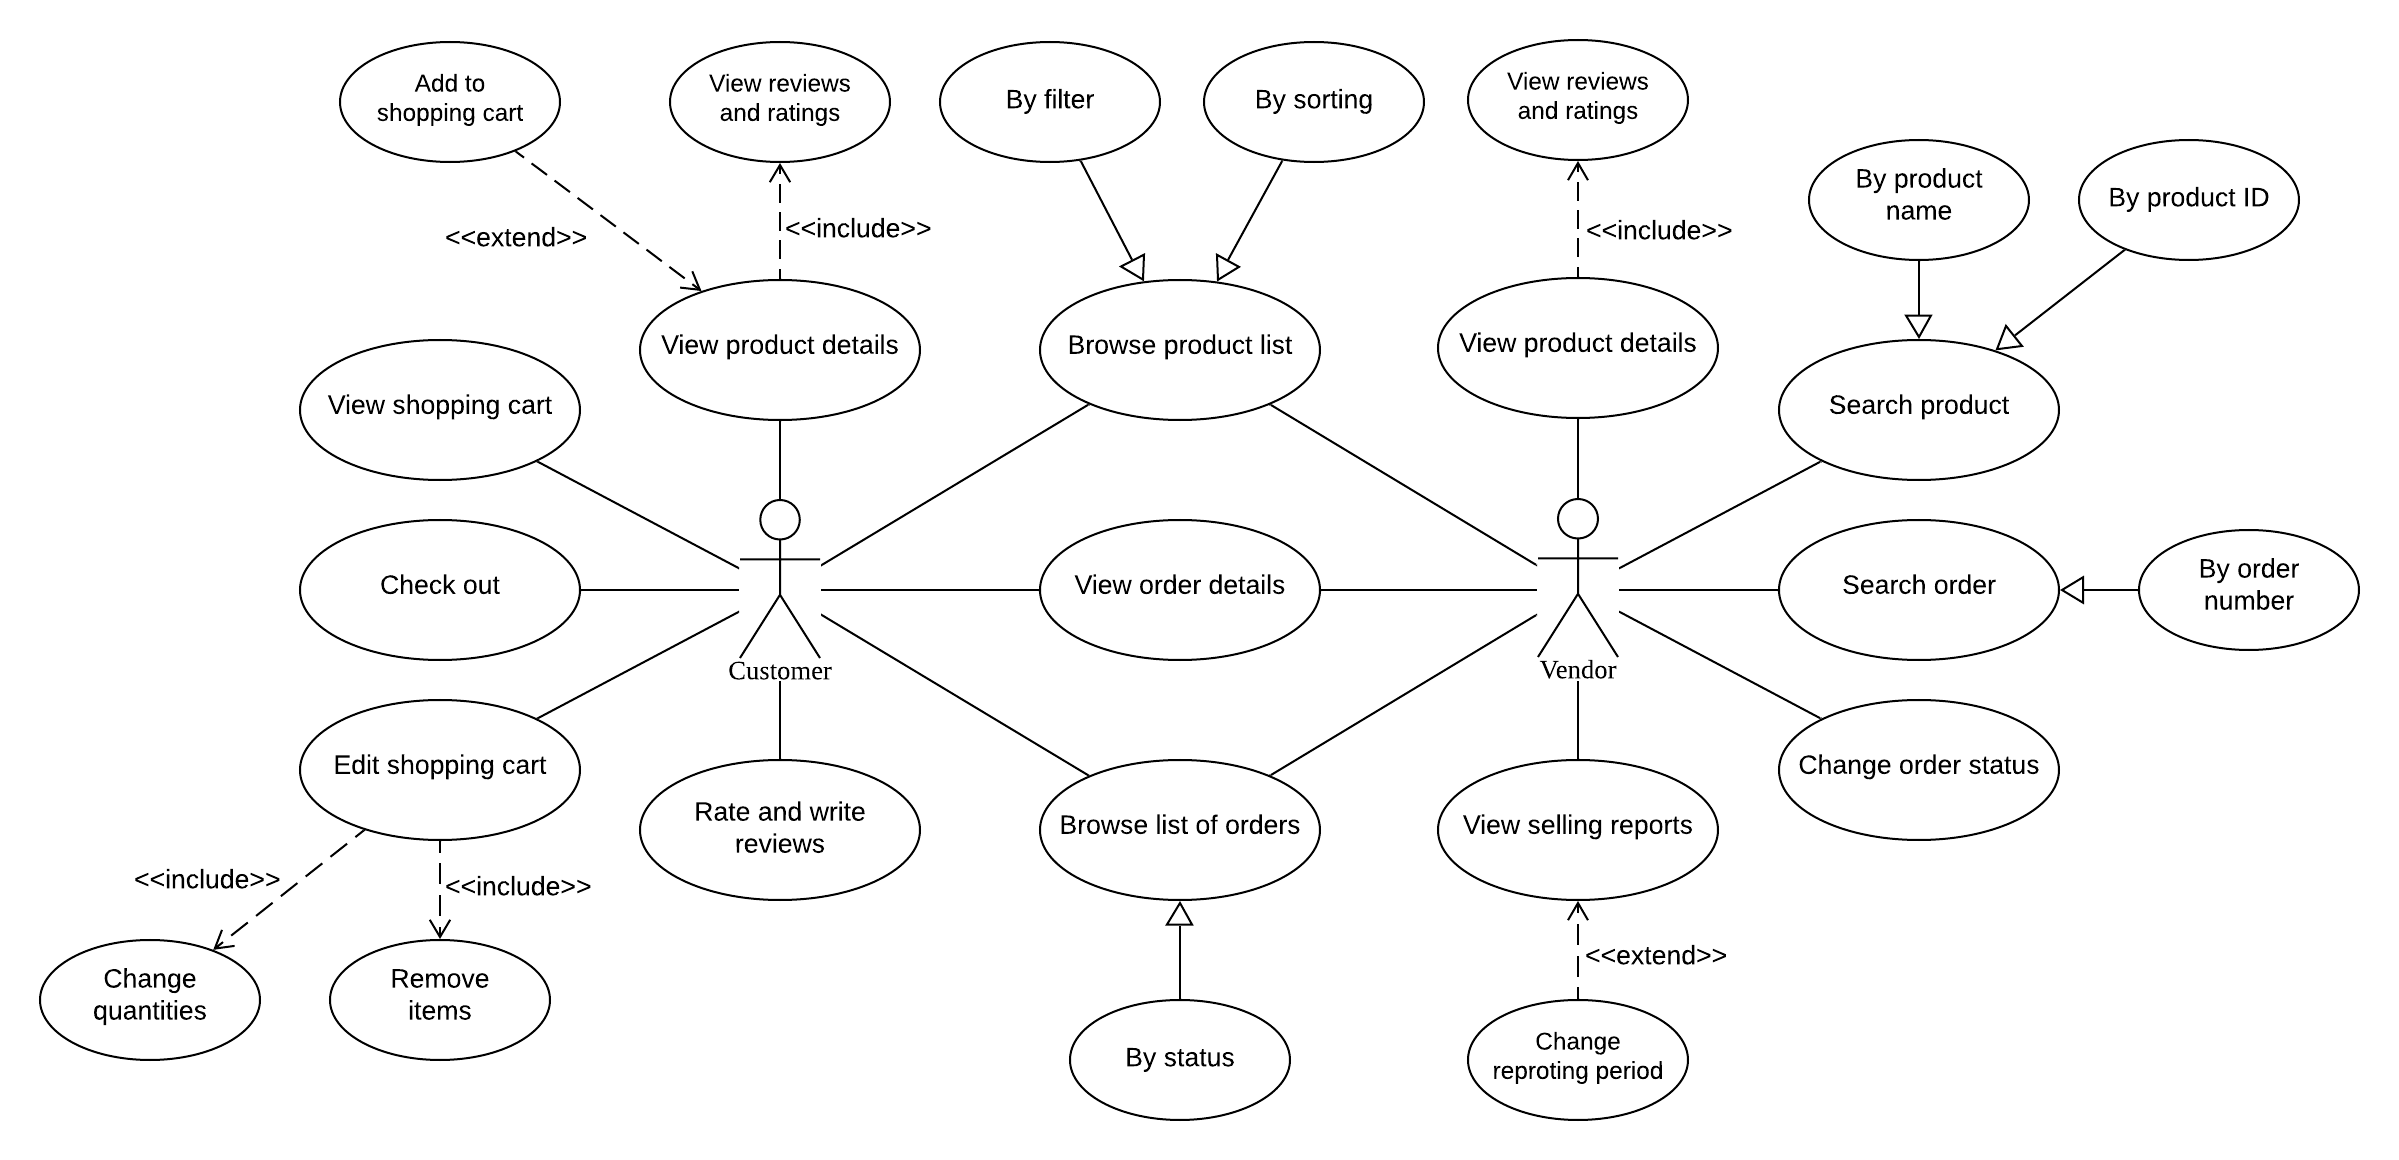 Add to
shopping cart
View reviews
and ratings
By filter
By sorting
View reviews
and ratings
By product
name
By product ID
<<extend>>
<<include>>
<<include>>
View product details
Browse product list
View product details
View shopping cart
Search product
Check out
View order details
Search order
By order
number
Customer
Vendor
Edit shopping cart
Rate and write
reviews
Browse list of orders
View selling reports
Change order status
<<include>>
<<include>>
<<extend>>
Change
quantities
Remove
items
By status
Change
reproting period